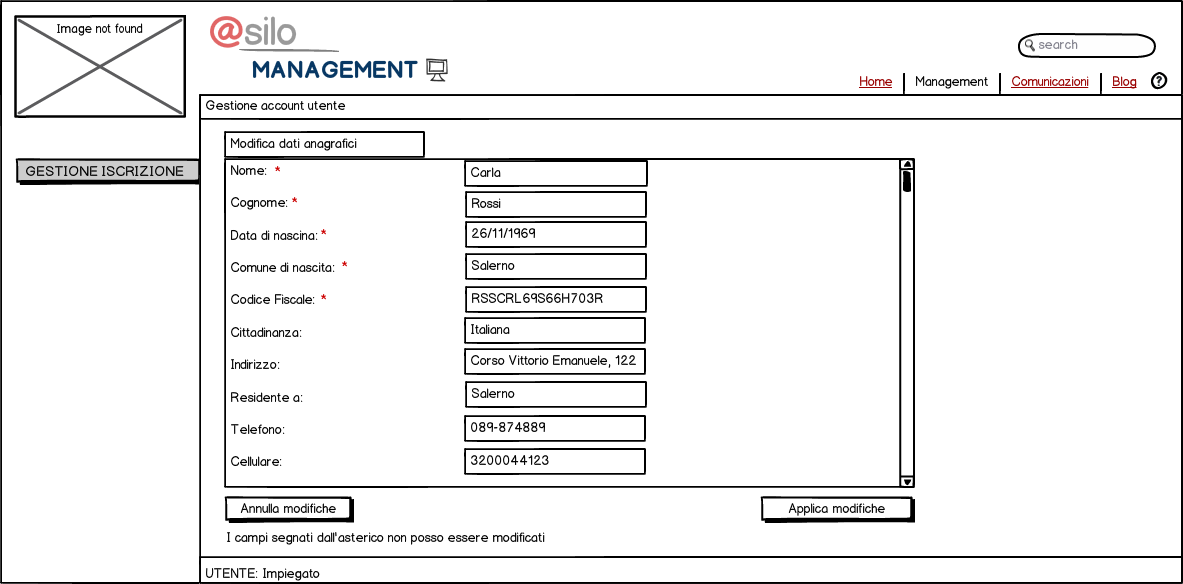 Image not found
@silo
MANAGEMENT
search
Home
Management
Comunicazioni
Blog
?
Gestione account utente
GESTIONE ISCRIZIONE
Modifica dati anagrafici
Nome: * Carla
Cognome: * Rossi
Data di nascina: * 26/11/1969
Comune di nascita: * Salerno
Codice Fiscale: * RSSCRL69S66H703R
Cittadinanza: Italiana
Indirizzo: Corso Vittorio Emanuele, 122
Residente a: Salerno
Telefono: 089-874889
Cellulare: 3200044123
Annulla modifiche
Applica modifiche
I campi segnati dall'asterico non posso essere modificati
UTENTE: Impiegato